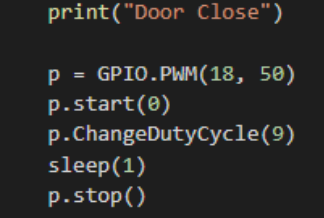 print("Door Close")
p = GPIO.PWM(18, 50)
p.start(0)
p.ChangeDutyCycle(9)
sleep(1)
p.stop()